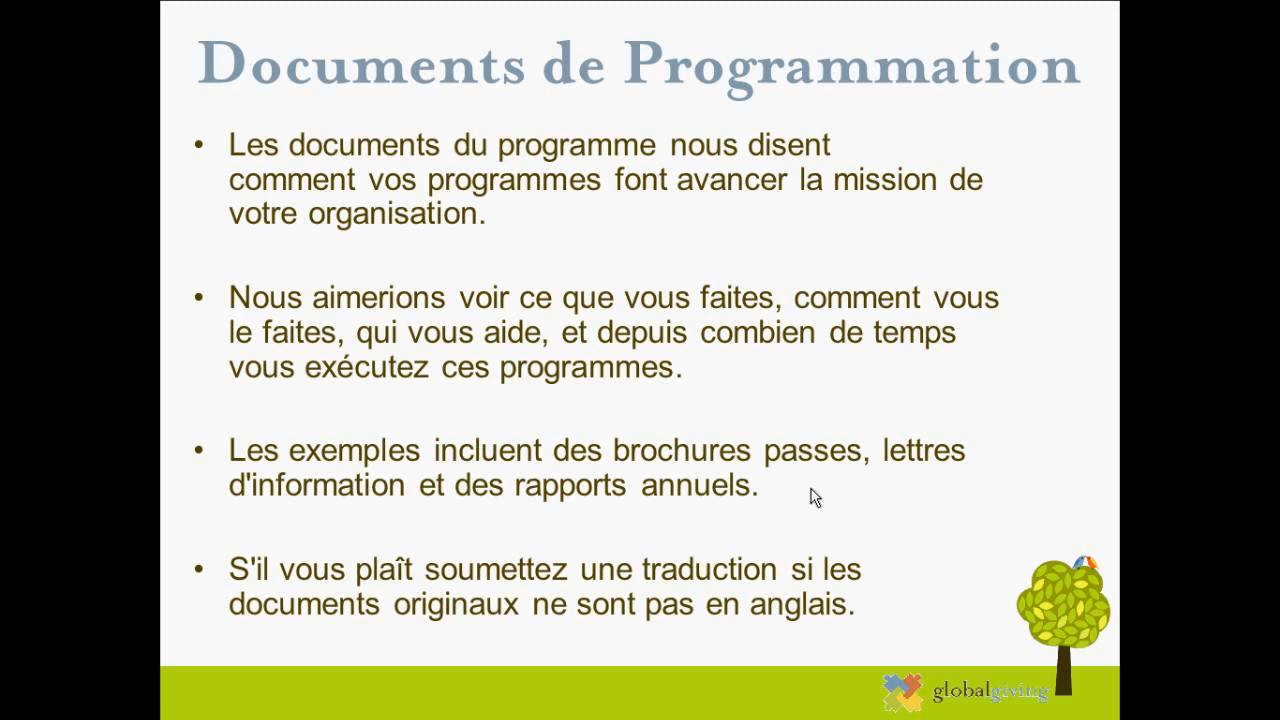 Documents de Programmation
• Les documents du programme nous disent
comment vos programmes font avancer la mission de
votre organisation.
• Nous aimerions voir ce que vous faites, comment vous
le faites, qui vous aide, et depuis combien de temps
vous exécutez ces programmes.
• Les exemples incluent des brochures passes, lettres
d'information et des rapports annuels.
• S'il vous plaît soumettez une traduction si les
documents originaux ne sont pas en anglais.
globalgiving